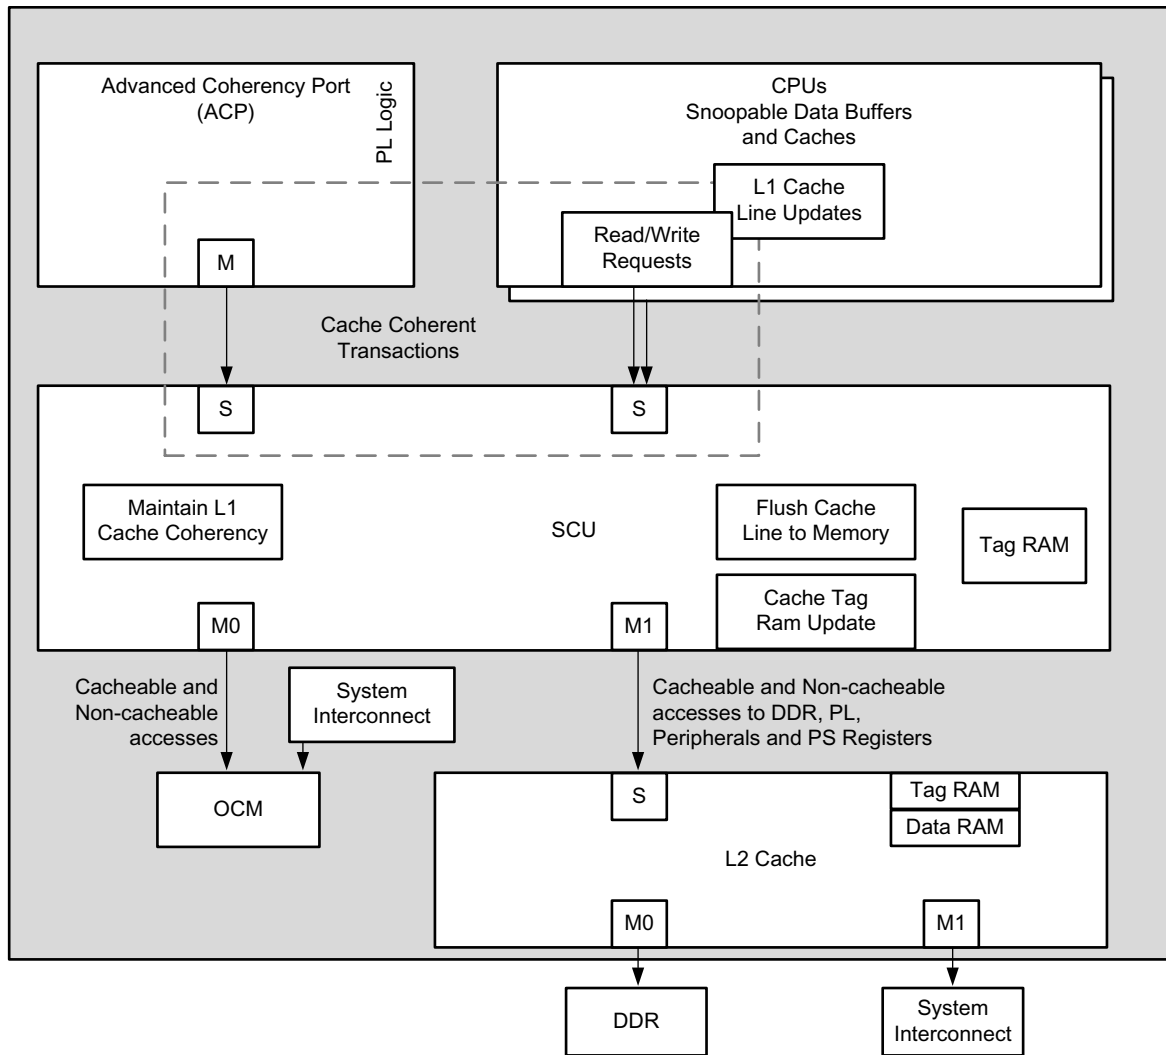 Advanced Coherency Port
(ACP)
PL Logic
M
CPUs
Snoopable Data Buffers
and Caches
L1 Cache
Line Updates
Read/Write
Requests
Cache Coherent
Transactions
S
S
Maintain L1
Cache Coherency
SCU
Flush Cache
Line to Memory
Tag RAM
Cache Tag
Ram Update
M0
M1
Cacheable and
Non-cacheable
accesses
System
Interconnect
Cacheable and Non-cacheable
accesses to DDR, PL,
Peripherals and PS Registers
OCM
S
Tag RAM
Data RAM
L2 Cache
M0
M1
DDR
System
Interconnect